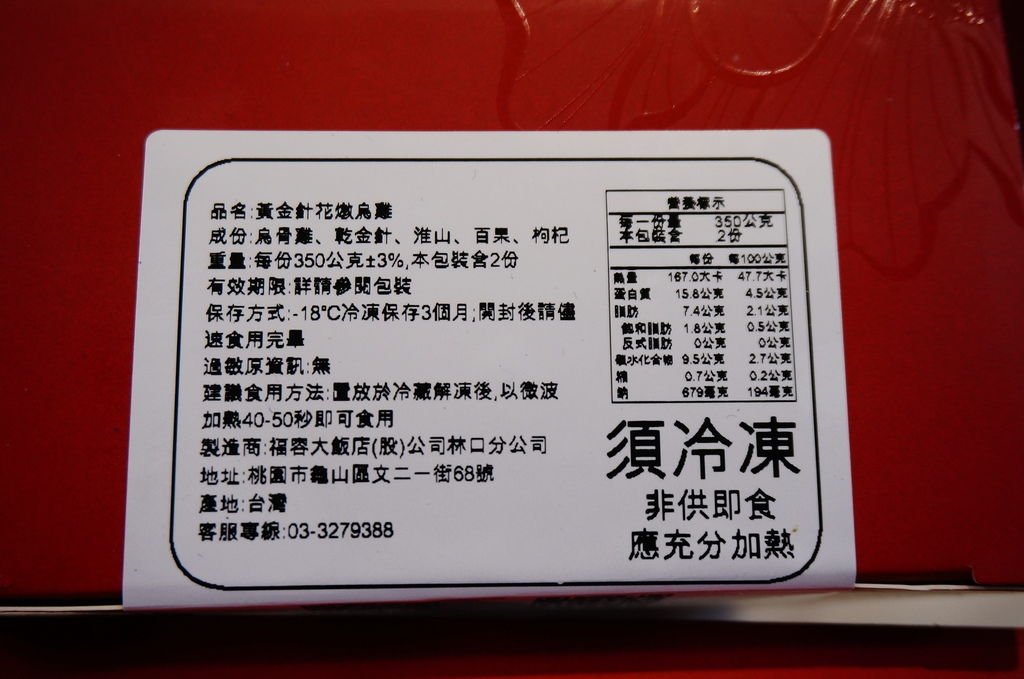 品名:黃金針花燉烏雞
成份:烏骨雞、乾金針、淮山、百果、枸杞
重量:每份350公克±3%,本包裝含2份
有效期限:詳請參閱包裝
保存方式:-18°C冷凍保存3個月;開封後請儘
速食用完畢
過敏原資訊:無
建議食用方法:置放於冷藏解凍後,以微波
加熱40-50秒即可食用
製造商:福容大飯店(股)公司林口分公司
地址:桃園市龜山區文二一街68號
產地:台灣
客服專線:03-3279388
營養標示
每一份量 350公克
本包裝含 2份
每份 每100公克
熱量 167.0大卡 47.7大卡
蛋白質 15.8公克 4.5公克
脂肪 7.4公克 2.1公克
飽和脂肪 1.8公克 0.5公克
反式脂肪 0公克 0公克
碳水化合物 9.5公克 2.7公克
糖 0.7公克 0.2公克
鈉 679毫克 194毫克
須冷凍
非供即食
應充分加熱